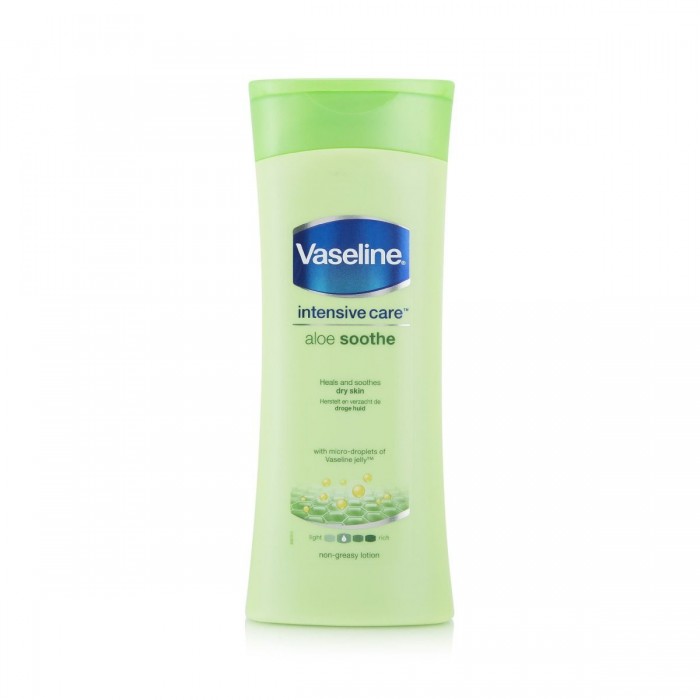 Vaseline®
intensive care™
aloe soothe
Heals and soothes
dry skin
Herstelt en verzacht de
droge huid
with micro-droplets of
Vaseline jelly™
light rich
non-greasy lotion